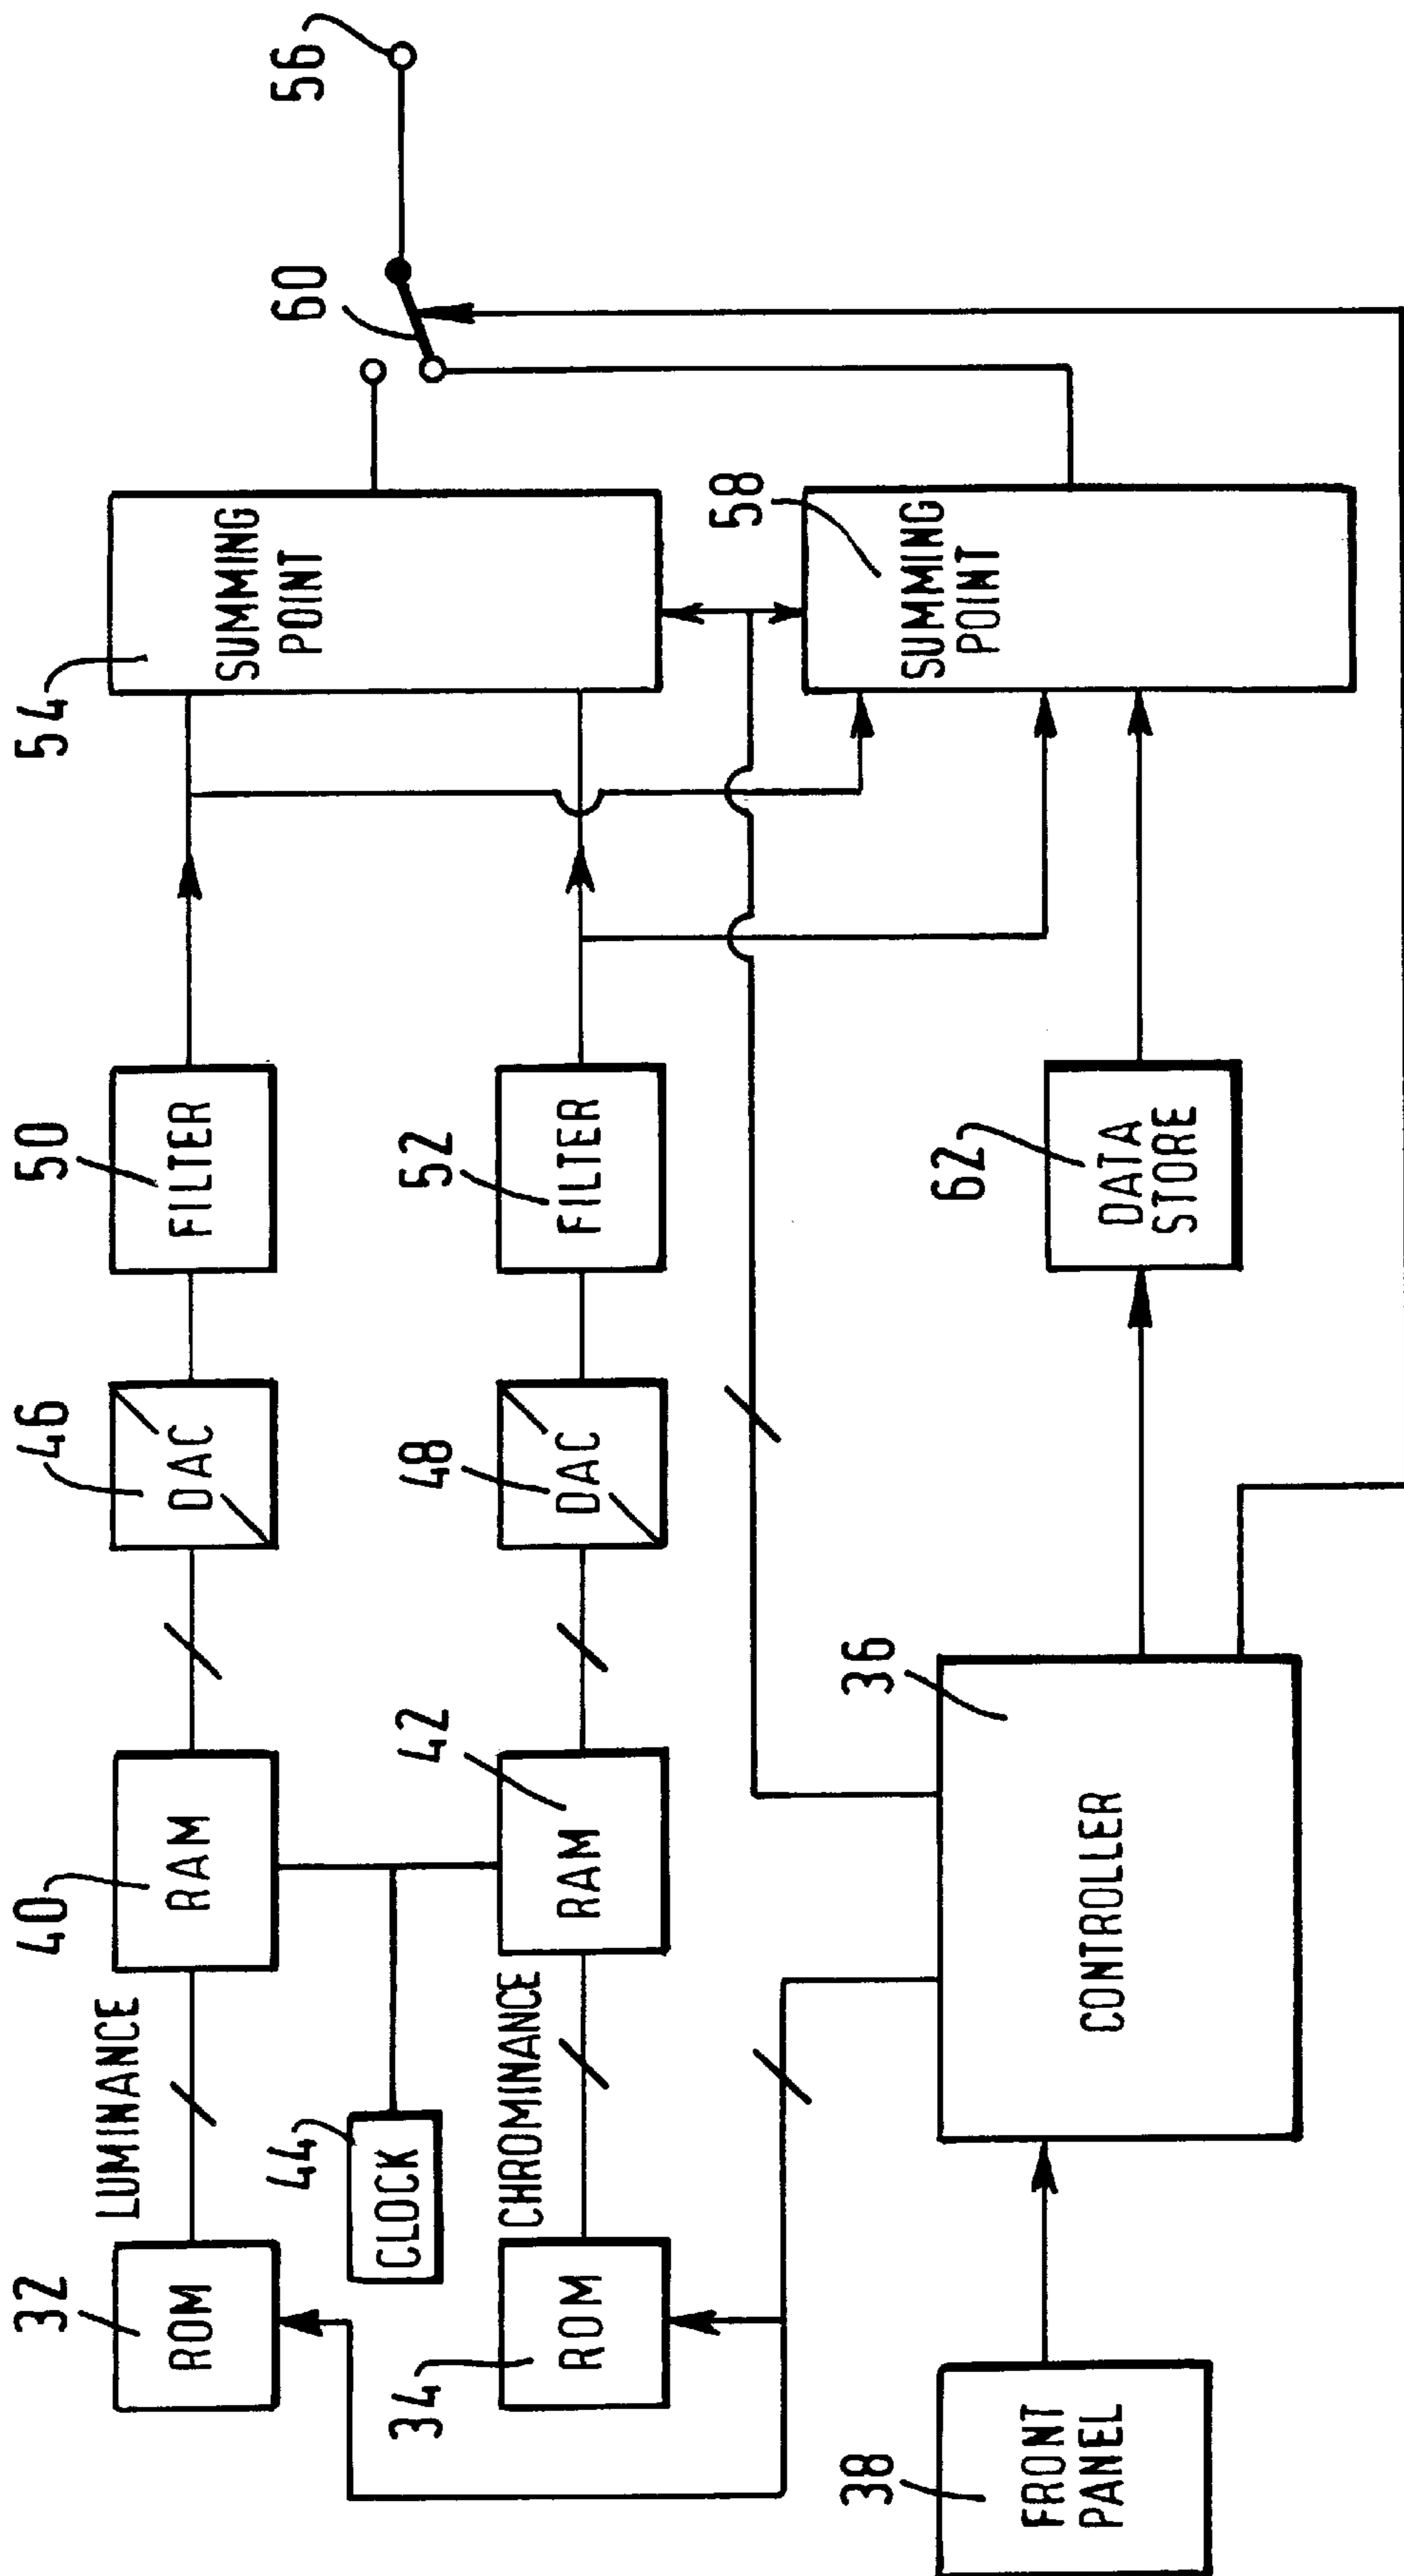 56
60
54
SUMMING
POINT
58
SUMMING
POINT
50
FILTER
52
FILTER
62
DATA
STORE
46
DAC
48
DAC
40
RAM
42
RAM
36
CONTROLLER
LUMINANCE
44
CLOCK
CHROMINANCE
32
ROM
34
ROM
38
FRONT
PANEL